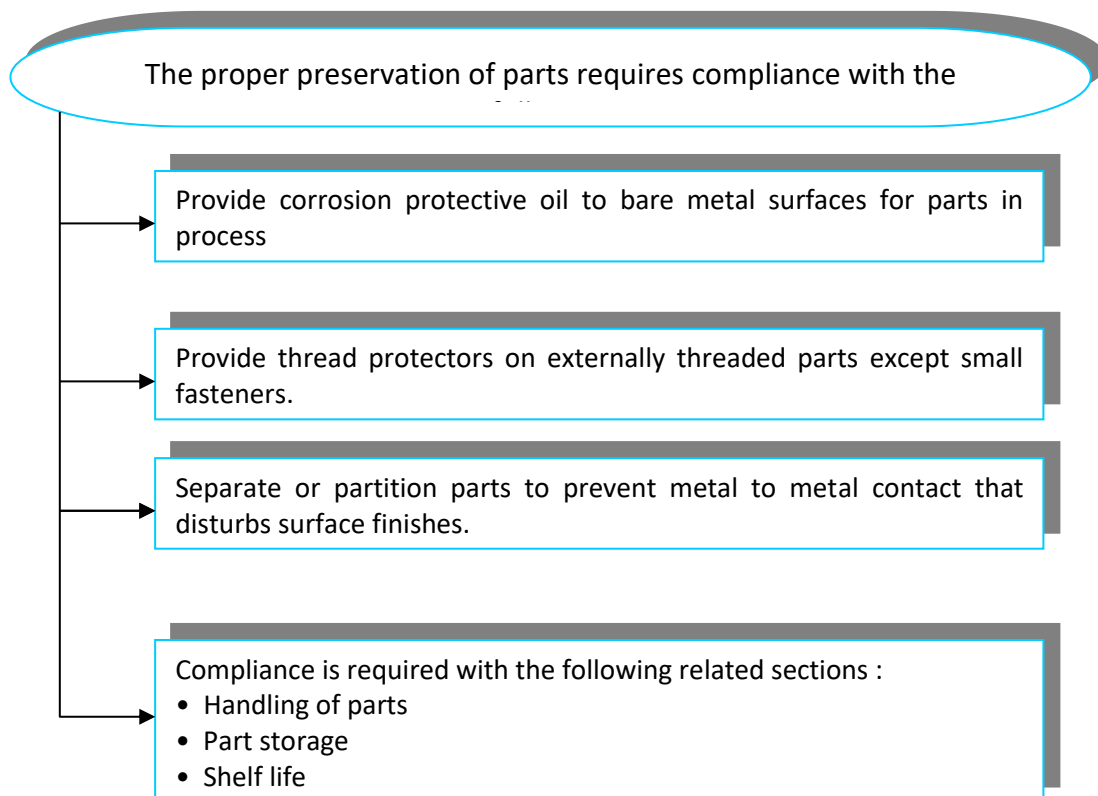 The proper preservation of parts requires compliance with the
Provide corrosion protective oil to bare metal surfaces for parts in
process
Provide thread protectors on externally threaded parts except small
fasteners.
Separate or partition parts to prevent metal to metal contact that
disturbs surface finishes.
Compliance is required with the following related sections :
• Handling of parts
• Part storage
• Shelf life